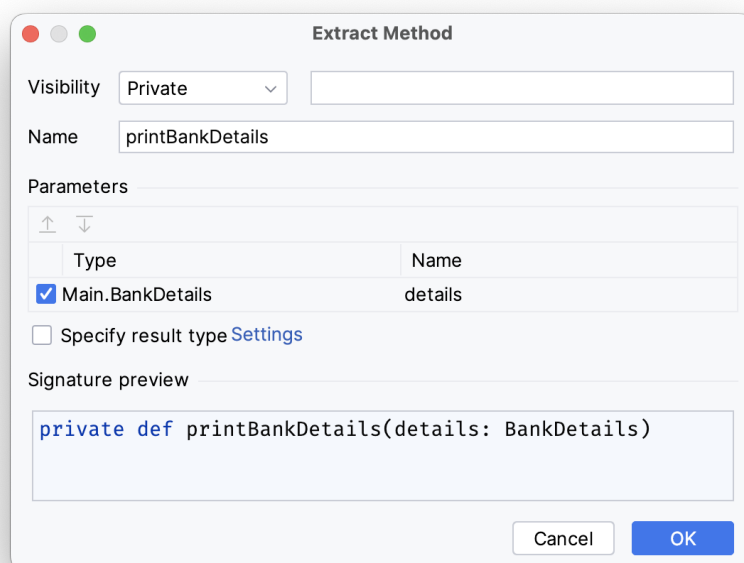 Extract Method
Visibility Private
Name printBankDetails
Parameters
Type Name
Main.BankDetails details
Specify result type Settings
Signature preview
private def printBankDetails(details: BankDetails)
Cancel OK